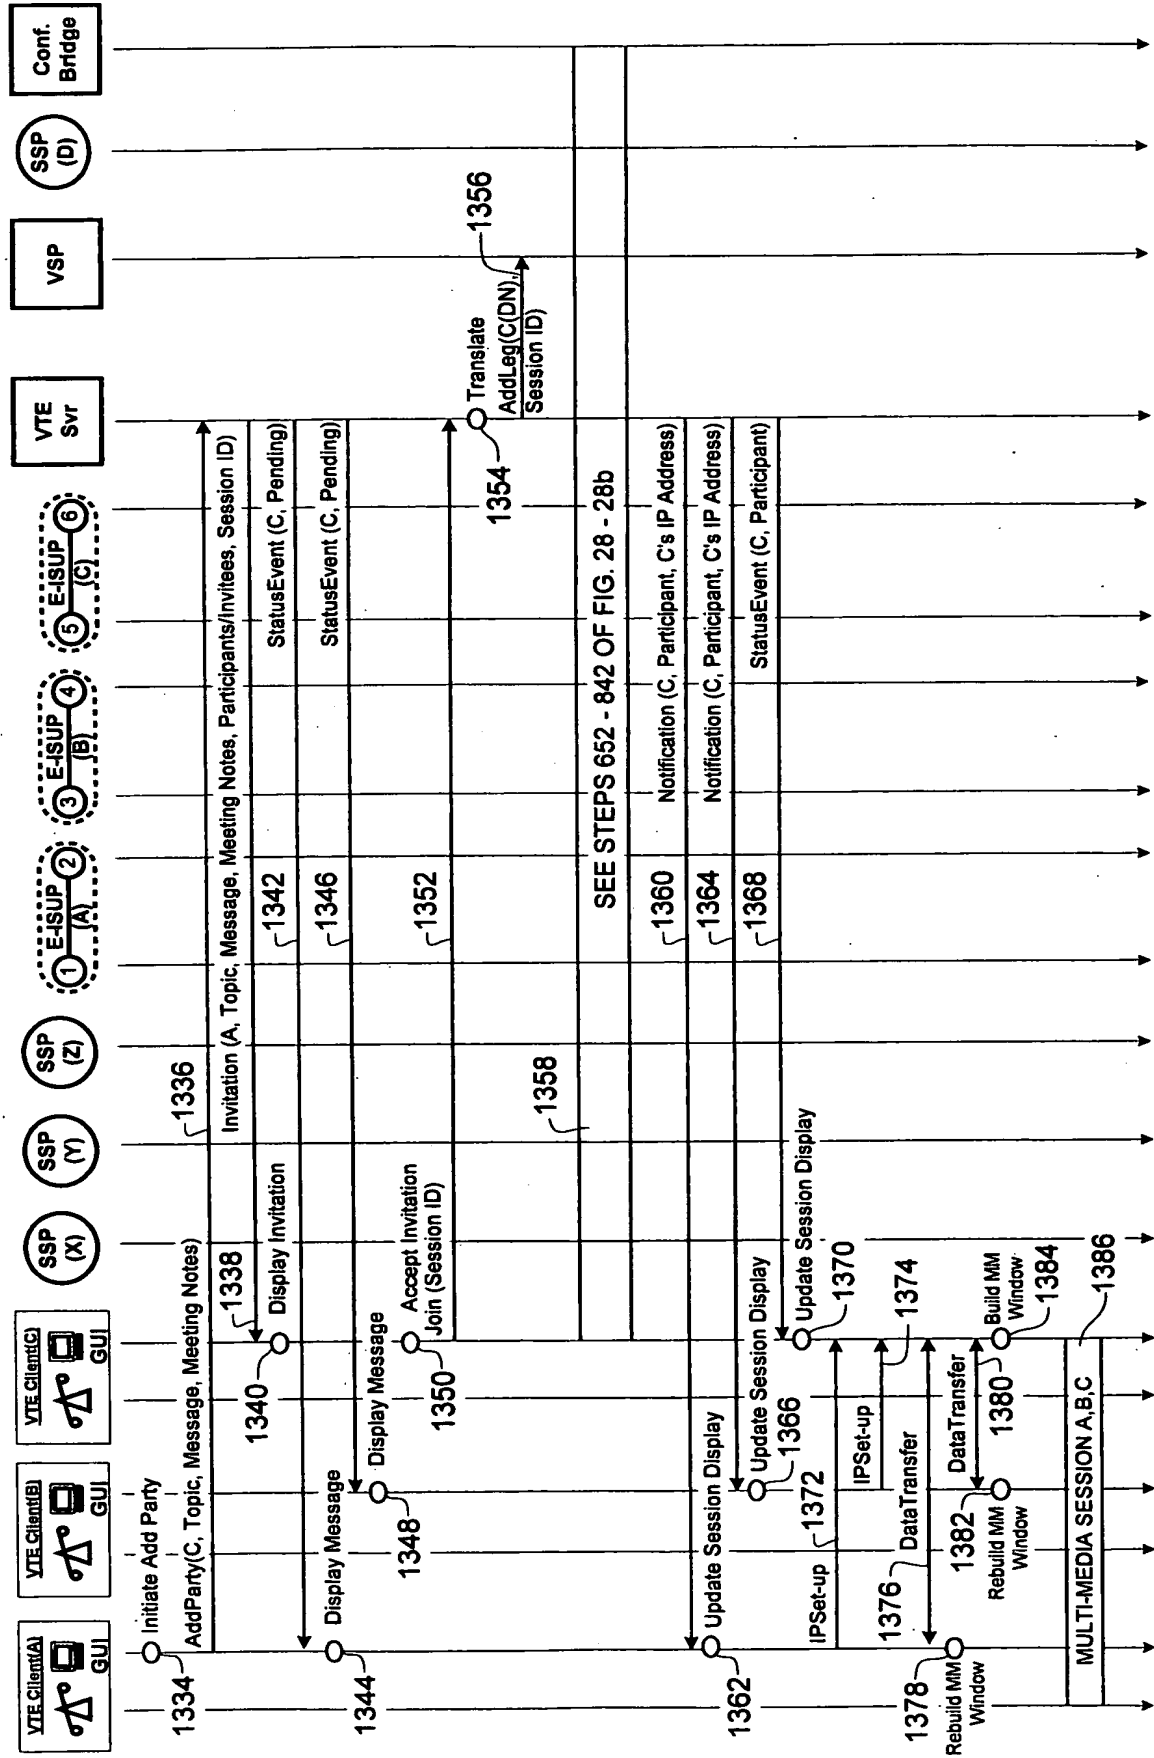 VTE Client(A)
GUI
VTE Client(B)
GUI
VTE Client(C)
GUI
SSP
(X)
SSP
(Y)
SSP
(Z)
E-ISUP
(A)
1
2
E-ISUP
(B)
3
4
E-ISUP
(C)
5
6
VTE
Svr
VSP
SSP
(D)
Conf.
Bridge
Initiate Add Party
1334
AddParty(C, Topic, Message, Meeting Notes)
1336
Invitation (A, Topic, Message, Meeting Notes, Participants/Invitees, Session ID)
1338
Display Invitation
1340
StatusEvent (C, Pending)
1342
Display Message
1344
StatusEvent (C, Pending)
1346
Display Message
1348
Accept Invitation
Join (Session ID)
1350
1352
Translate
1354
AddLeg(C(DN),
Session ID)
1356
1358
SEE STEPS 652 - 842 OF FIG. 28 - 28b
Notification (C, Participant, C's IP Address)
1360
Update Session Display
1362
Notification (C, Participant, C's IP Address)
1364
Update Session Display
1366
StatusEvent (C, Participant)
1368
Update Session Display
1370
IPSet-up
1372
IPSet-up
1374
DataTransfer
1376
Rebuid MM
Window
1378
DataTransfer
1380
Rebuid MM
Window
1382
Build MM
Window
1384
MULTI-MEDIA SESSION A,B,C
1386